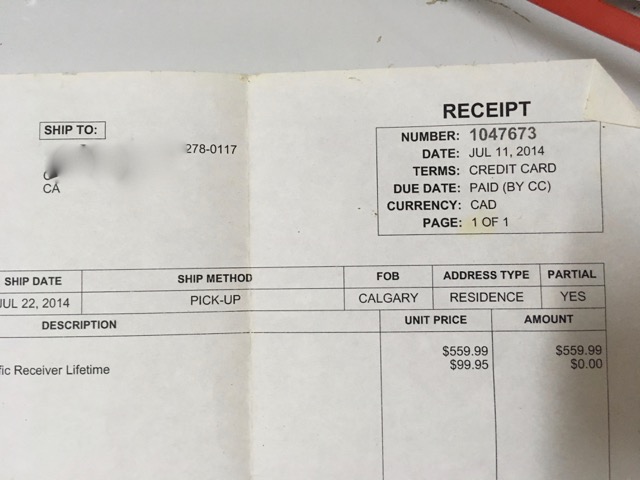 RECEIPT
SHIP TO:
NUMBER: 1047673
278-0117
DATE: JUL 11, 2014
TERMS: CREDIT CARD
CA
DUE DATE: PAID (BY CC)
CURRENCY: CAD
PAGE: 1 OF 1
SHIP DATE SHIP METHOD FOB ADDRESS TYPE PARTIAL
JUL 22, 2014 PICK-UP CALGARY RESIDENCE YES
DESCRIPTION UNIT PRICE AMOUNT
$559.99 $559.99
fic Receiver Lifetime $99.95 $0.00